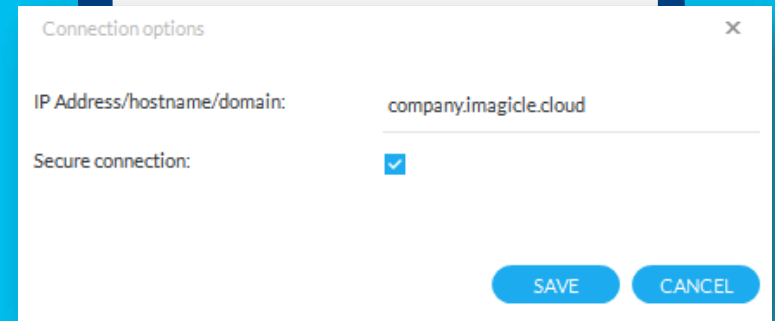 Connection options
IP Address/hostname/domain: company.imagicle.cloud
Secure connection:
SAVE CANCEL